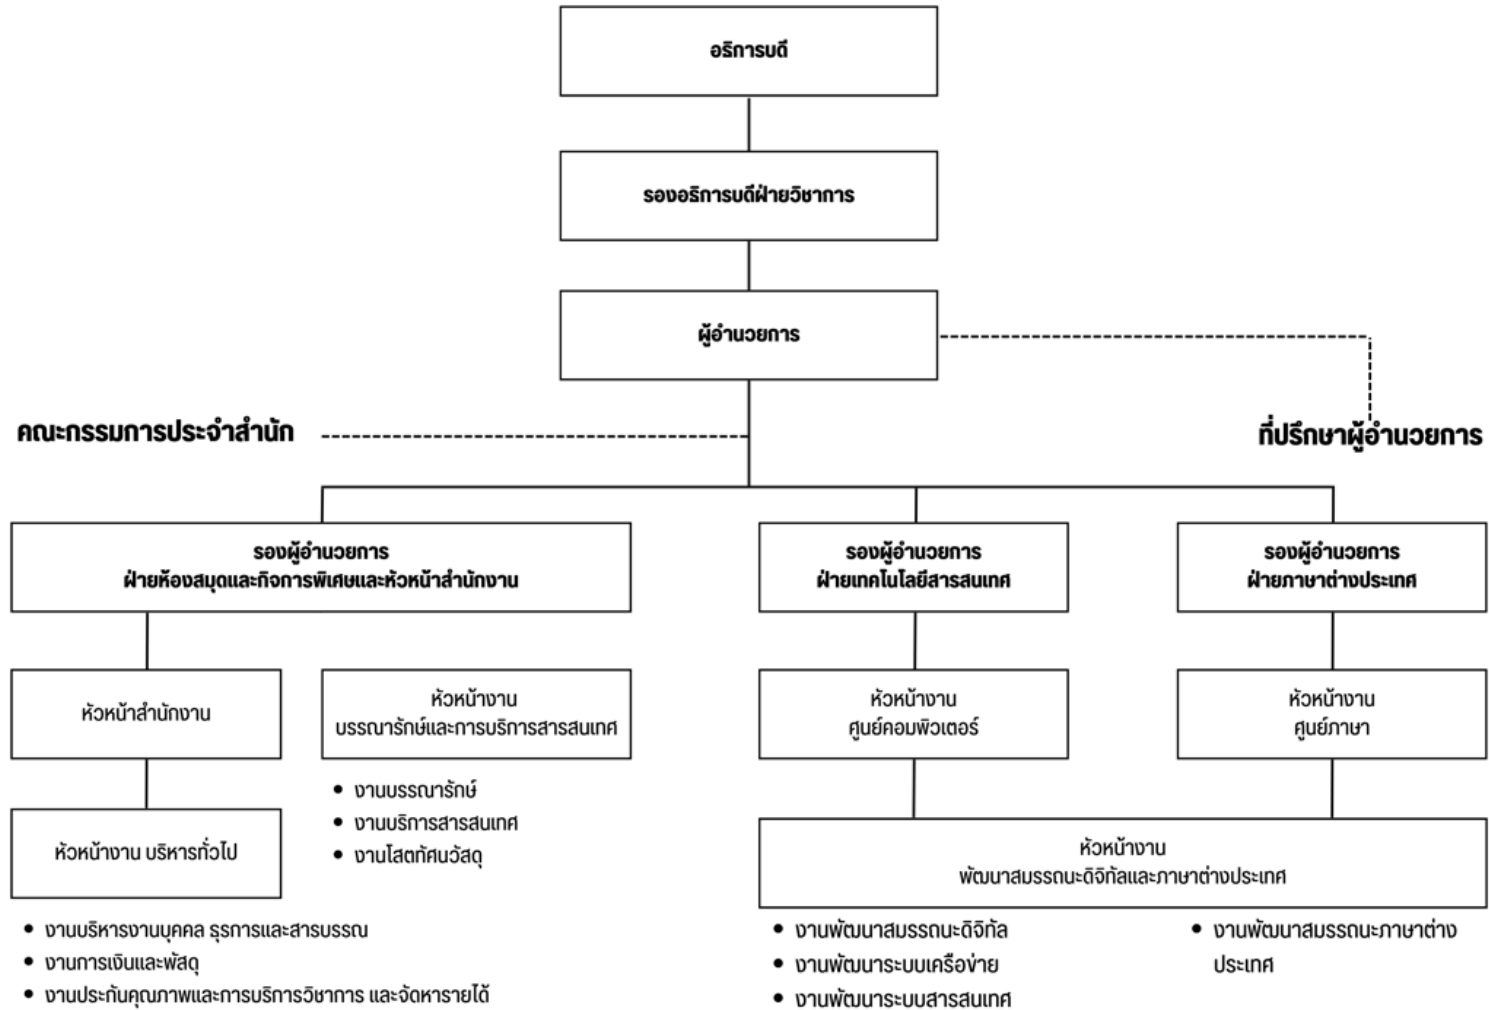 อธิการบดี
รองอธิการบดีฝ่ายวิชาการ
ผู้อำนวยการ
คณะกรรมการประจำสำนัก
ที่ปรึกษาผู้อำนวยการ
รองผู้อำนวยการ
ฝ่ายห้องสมุดและกิจการพิเศษและหัวหน้าสำนักงาน
รองผู้อำนวยการ
ฝ่ายเทคโนโลยีสารสนเทศ
รองผู้อำนวยการ
ฝ่ายภาษาต่างประเทศ
หัวหน้าสำนักงาน
หัวหน้างาน
บรรณารักษ์และการบริการสารสนเทศ
หัวหน้างาน
ศูนย์คอมพิวเตอร์
หัวหน้างาน
ศูนย์ภาษา
• งานบรรณารักษ์
• งานบริการสารสนเทศ
• งานโสตทัศนวัสดุ
หัวหน้างาน บริหารทั่วไป
หัวหน้างาน
พัฒนาสมรรถนะดิจิทัลและภาษาต่างประเทศ
• งานบริหารงานบุคคล ธุรการและสารบรรณ
• งานการเงินและพัสดุ
• งานประกันคุณภาพและการบริการวิชาการ และจัดหารายได้
• งานพัฒนาสมรรถนะดิจิทัล
• งานพัฒนาระบบเครือข่าย
• งานพัฒนาระบบสารสนเทศ
• งานพัฒนาสมรรถนะภาษาต่าง
ประเทศ